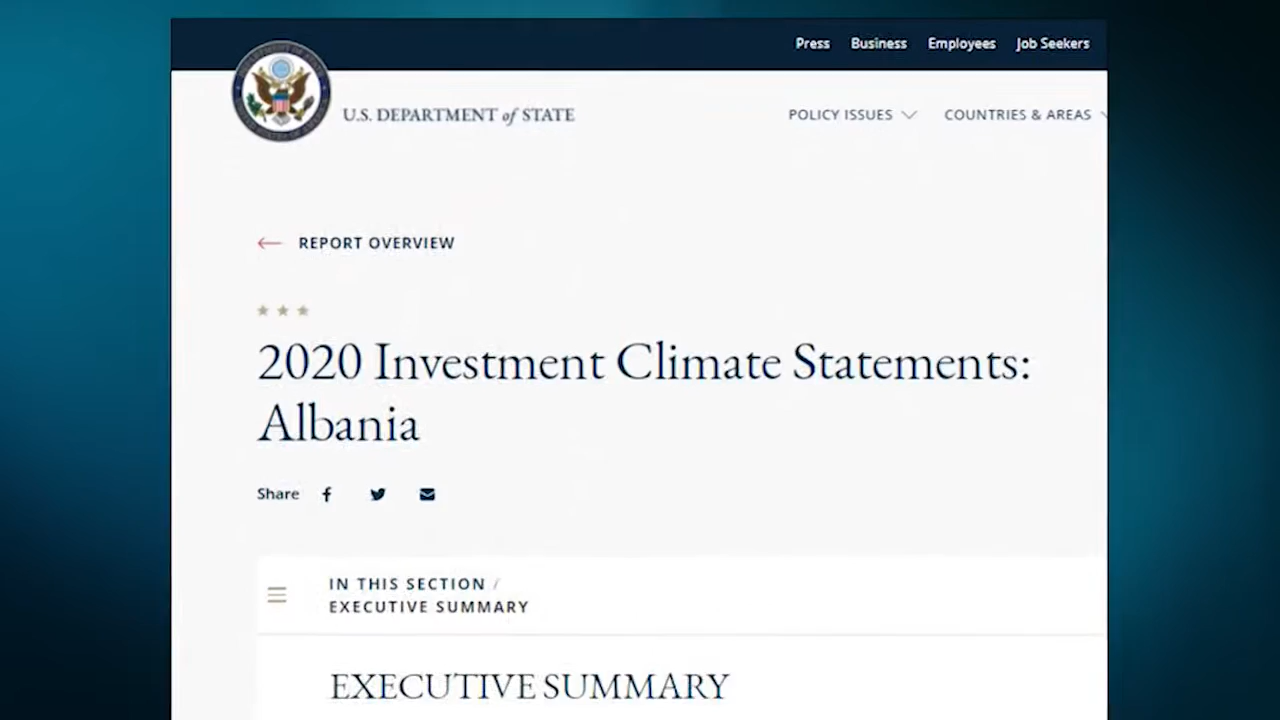 Press Business Employees Job Seekers
U.S. DEPARTMENT of STATE
POLICY ISSUES COUNTRIES & AREAS
REPORT OVERVIEW
2020 Investment Climate Statements:
Albania
Share
IN THIS SECTION /
EXECUTIVE SUMMARY
EXECUTIVE SUMMARY